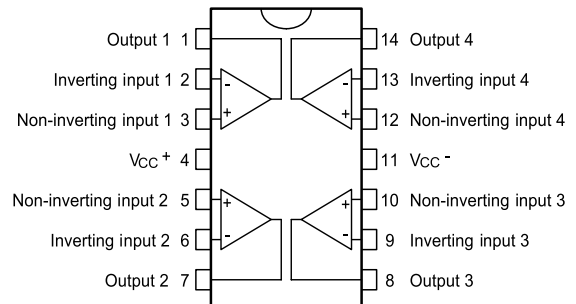 Output 1 1 14 Output 4
Inverting input 1 2 - - 13 Inverting input 4
Non-inverting input 1 3 + + 12 Non-inverting input 4
VCC + 4 11 VCC -
Non-inverting input 2 5 + + 10 Non-inverting input 3
Inverting input 2 6 - - 9 Inverting input 3
Output 2 7 8 Output 3